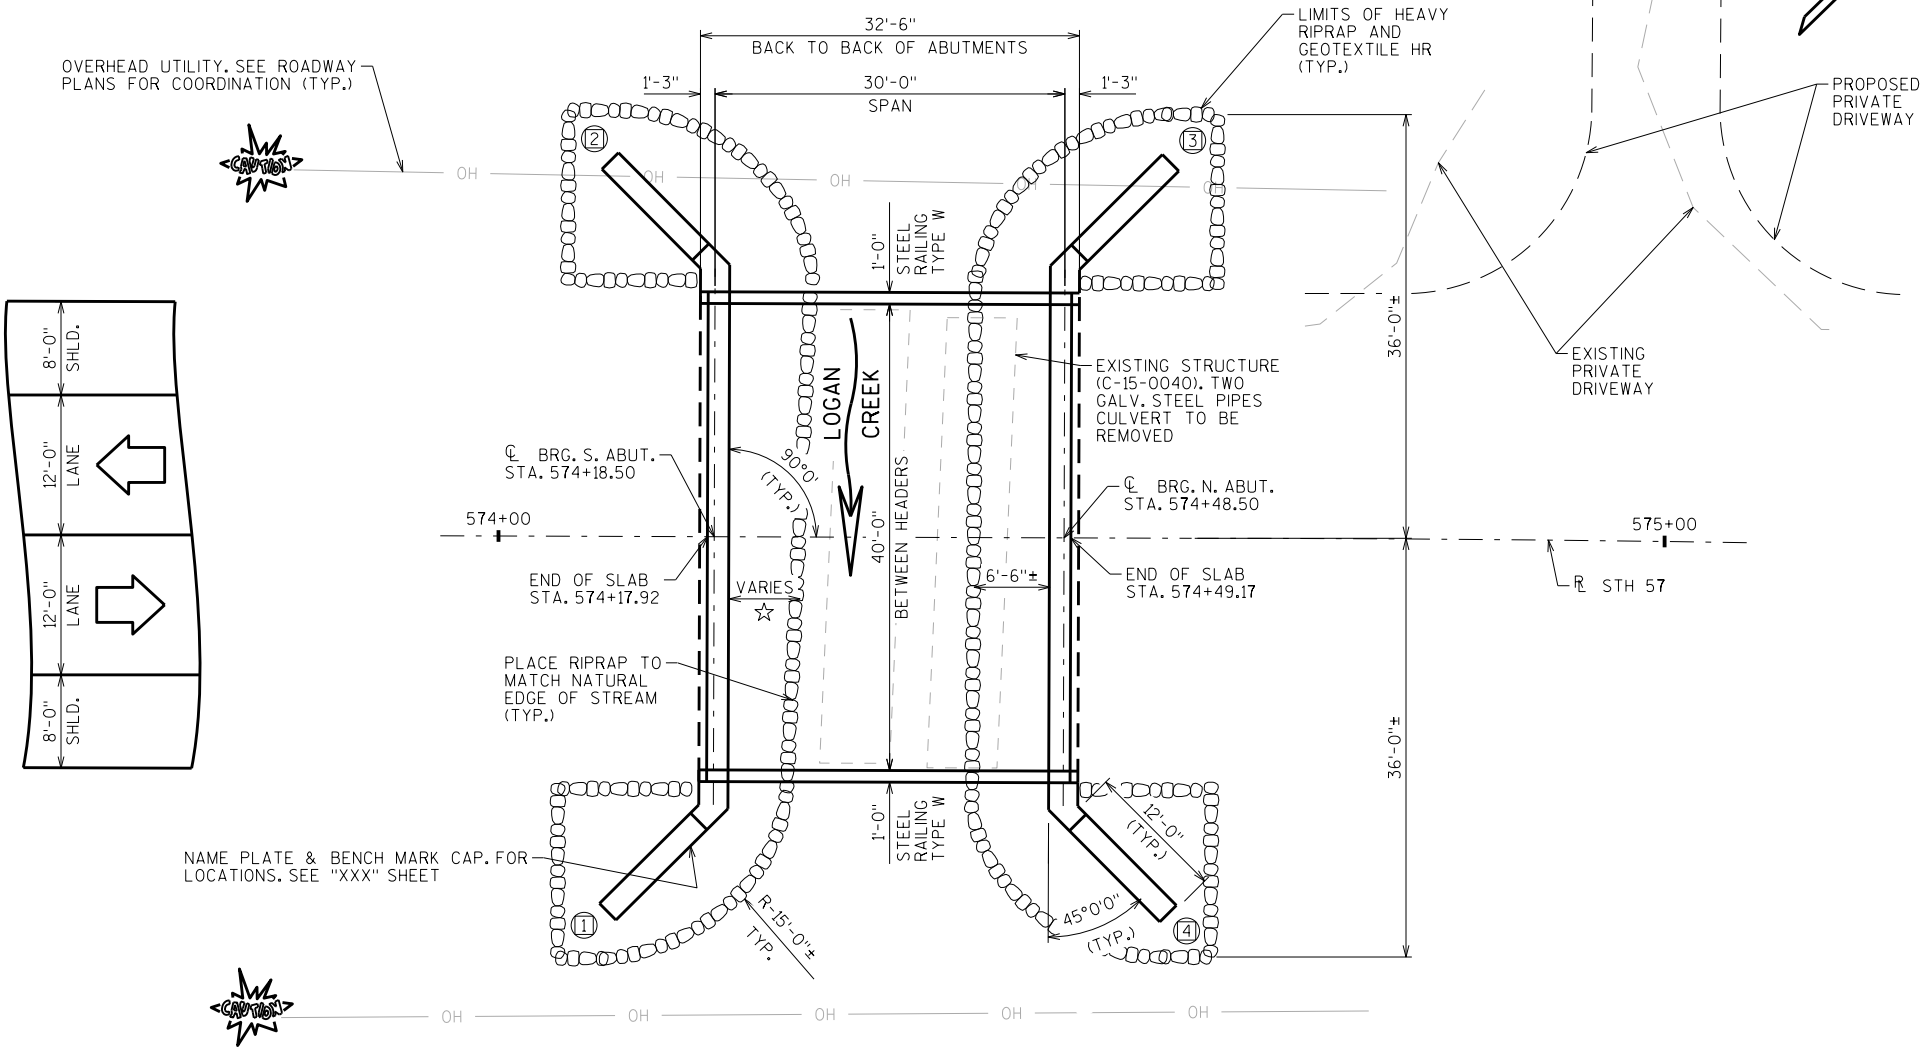 32'-6"
BACK TO BACK OF ABUTMENTS
1'-3"
30'-0"
SPAN
1'-3"
LIMITS OF HEAVY
RIPRAP AND
GEOTEXTILE HR
(TYP.)
OVERHEAD UTILITY. SEE ROADWAY
PLANS FOR COORDINATION (TYP.)
PROPOSED
PRIVATE
DRIVEWAY
CAUTION
OH
OH
OH
OH
OH
2
3
1'-0"
STEEL
RAILING
TYPE W
8'-0"
SHLD.
12'-0"
LANE
12'-0"
LANE
8'-0"
SHLD.
36'-0"±
EXISTING
PRIVATE
DRIVEWAY
LOGAN
CREEK
EXISTING STRUCTURE
(C-15-0040). TWO
GALV. STEEL PIPES
CULVERT TO BE
REMOVED
℄ BRG. S. ABUT.
STA. 574+18.50
90°0'
(TYP.)
40'-0"
BETWEEN HEADERS
℄ BRG. N. ABUT.
STA. 574+48.50
574+00
575+00
END OF SLAB
STA. 574+17.92
VARIES
6'-6"±
END OF SLAB
STA. 574+49.17
RL STH 57
PLACE RIPRAP TO
MATCH NATURAL
EDGE OF STREAM
(TYP.)
36'-0"±
1'-0"
STEEL
RAILING
TYPE W
12'-0"
(TYP.)
NAME PLATE & BENCH MARK CAP. FOR
LOCATIONS. SEE "XXX" SHEET
R-15'-0"±
TYP.
45°0'0"
(TYP.)
1
4
CAUTION
OH
OH
OH
OH
OH